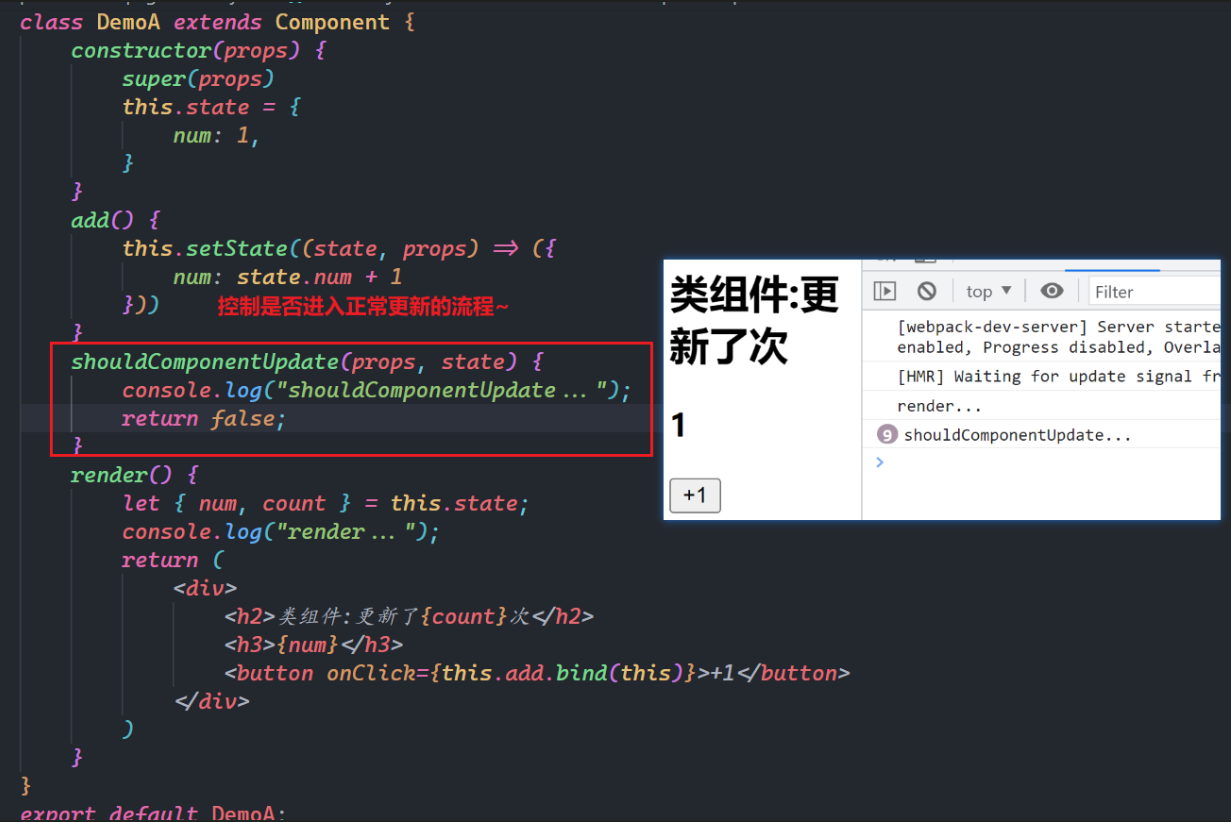 class DemoA extends Component {
constructor(props) {
super(props)
this.state = {
num: 1,
}
}
add() {
this.setState((state, props) => ({
num: state.num + 1
}))
控制是否进入正常更新的流程~
}
shouldComponentUpdate(props, state) {
console.log("shouldComponentUpdate...");
return false;
}
render() {
let { num, count } = this.state;
console.log("render...");
return (
<div>
<h2>类组件:更新了{count}次</h2>
<h3>{num}</h3>
<button onClick={this.add.bind(this)}>+1</button>
</div>
)
}
}
export default DemoA;
类组件:更
新了次
1
+1
top ▼
Filter
[webpack-dev-server] Server starte
enabled, Progress disabled, Overla
[HMR] Waiting for update signal fr
render...
9 shouldComponentUpdate...
>